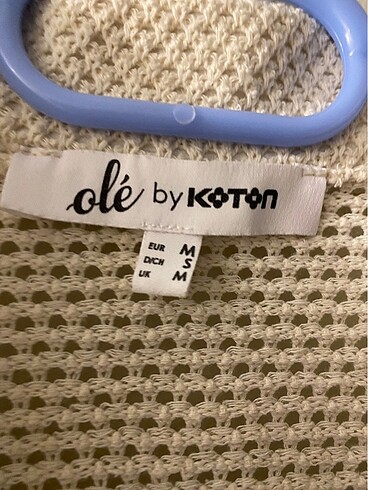 olé by KOTON
EUR M
D/CH S
UK M